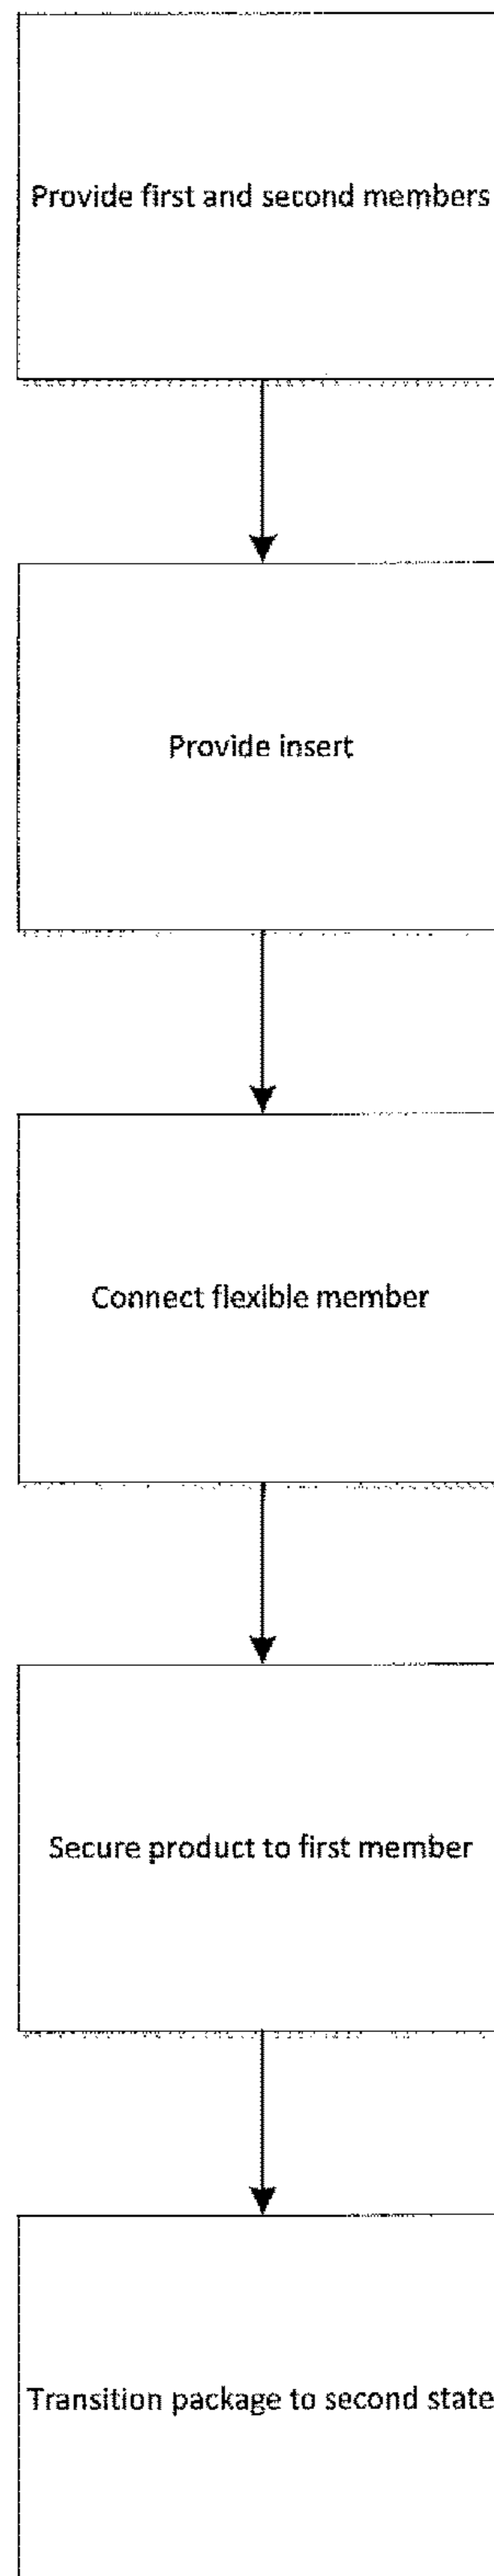 Provide first and second members
Provide insert
Connect flexible member
Secure product to first member
Transition package to second state